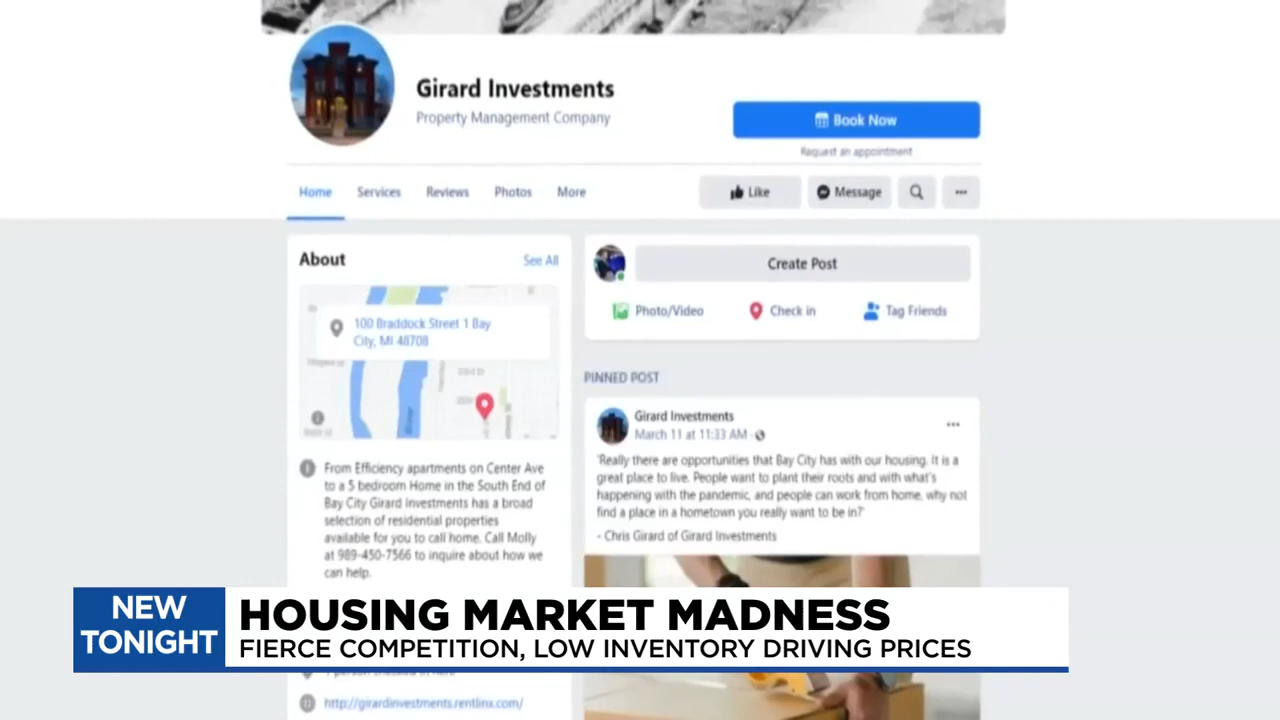 Girard Investments
Property Management Company
Book Now
Request an appointment
Home Services Reviews Photos More
Like Message
About See All
Create Post
100 Braddock Street 1 Bay
City, MI 48708
Photo/Video Check in Tag Friends
PINNED POST
Girard Investments
March 11 at 11:33 AM
'Really there are opportunities that Bay City has with our housing. It is a
great place to live. People want to plant their roots and with what's
happening with the pandemic, and people can work from home, why not
find a place in a hometown you really want to be in?'
- Chris Girard of Girard Investments
From Efficiency apartments on Center Ave
to a 5 bedroom Home in the South End of
Bay City Girard Investments has a broad
selection of residential properties
available for you to call home. Call Molly
at 989-450-7566 to inquire about how we
can help.
NEW
TONIGHT
HOUSING MARKET MADNESS
FIERCE COMPETITION, LOW INVENTORY DRIVING PRICES
http://girardinvestments.rentlinx.com/